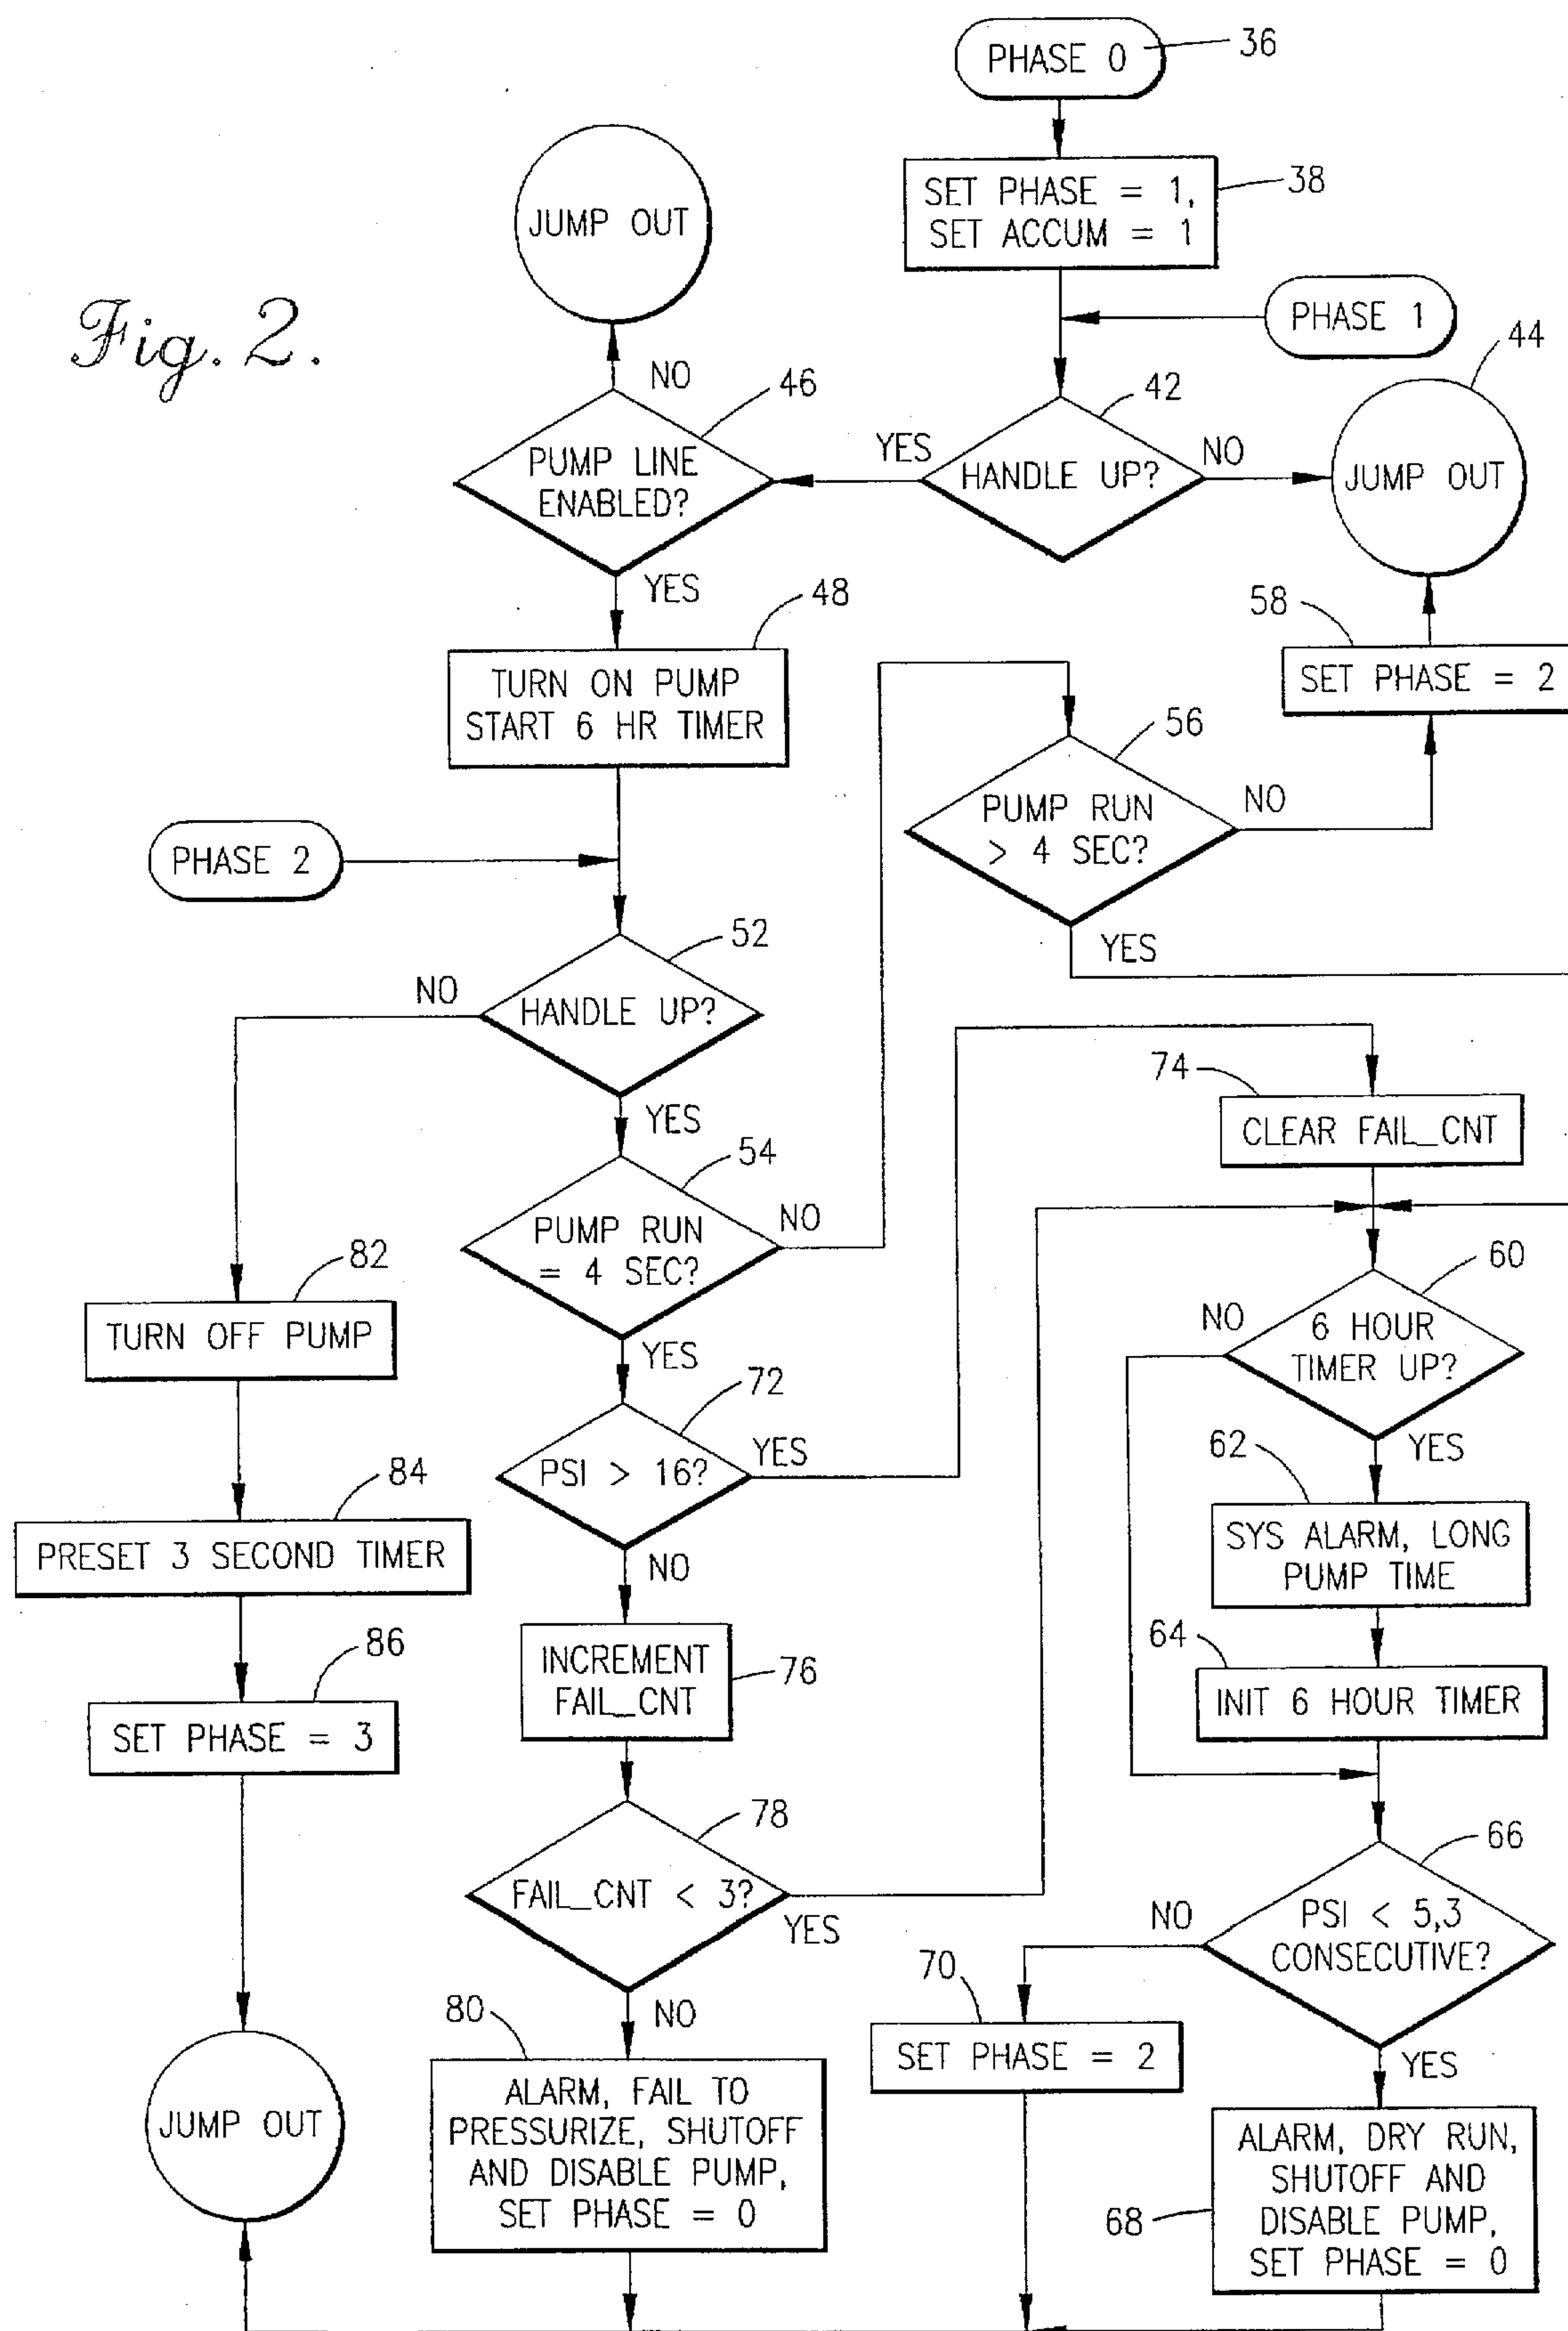 Fig. 2.
PHASE 0
36
SET PHASE = 1,
SET ACCUM = 1
38
JUMP OUT
PHASE 1
44
NO
46
PUMP LINE
ENABLED?
YES
42
HANDLE UP?
NO
JUMP OUT
YES
48
TURN ON PUMP
START 6 HR TIMER
58
SET PHASE = 2
56
PUMP RUN
> 4 SEC?
NO
YES
PHASE 2
52
HANDLE UP?
NO
YES
74
CLEAR FAIL_CNT
54
PUMP RUN
= 4 SEC?
NO
YES
82
TURN OFF PUMP
60
6 HOUR
TIMER UP?
NO
YES
72
PSI > 16?
YES
NO
84
PRESET 3 SECOND TIMER
62
SYS ALARM, LONG
PUMP TIME
86
SET PHASE = 3
INCREMENT
FAIL_CNT
76
64
INIT 6 HOUR TIMER
78
FAIL_CNT < 3?
YES
NO
66
PSI < 5,3
CONSECUTIVE?
NO
YES
70
SET PHASE = 2
JUMP OUT
80
ALARM, FAIL TO
PRESSURIZE, SHUTOFF
AND DISABLE PUMP,
SET PHASE = 0
ALARM, DRY RUN,
SHUTOFF AND
DISABLE PUMP,
SET PHASE = 0
68